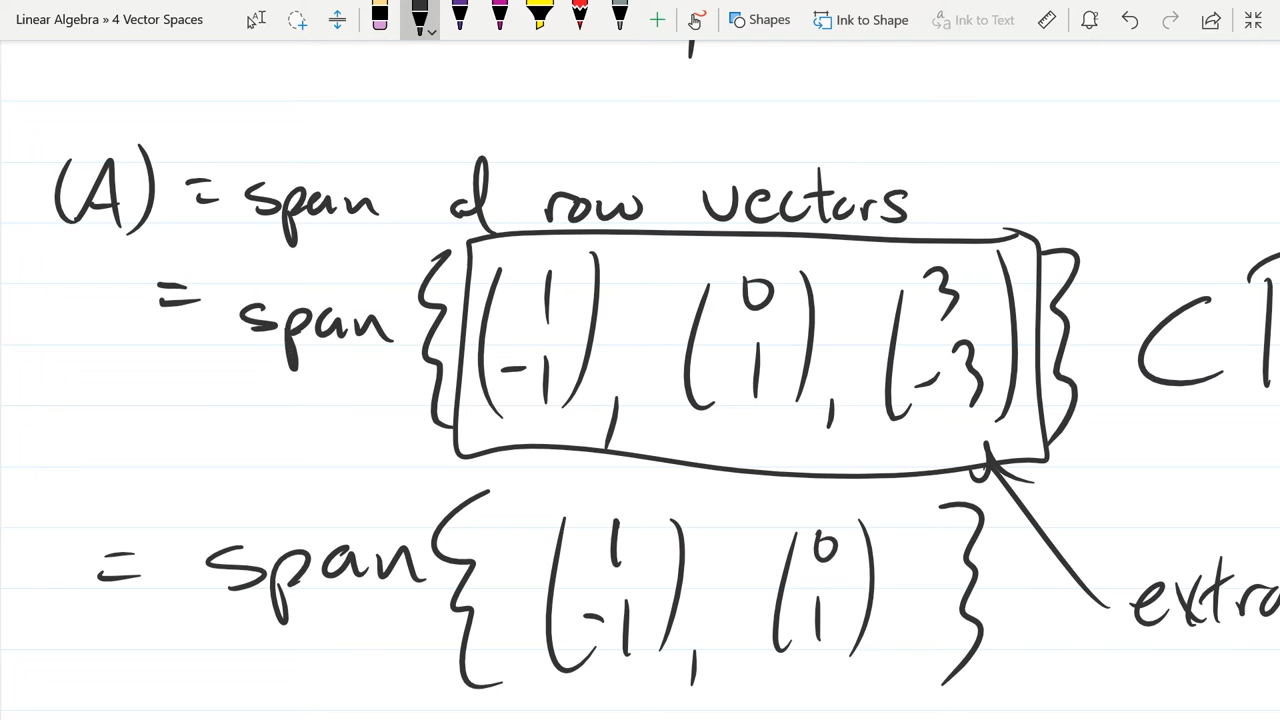 Linear Algebra » 4 Vector Spaces
Shapes
Ink to Shape
Ink to Text
(A) = span of row vectors
= span { ( 1 -1 ) , ( 0 1 ) , ( 3 -3 ) } ⊂
= span { ( 1 -1 ) , ( 0 1 ) }
extra